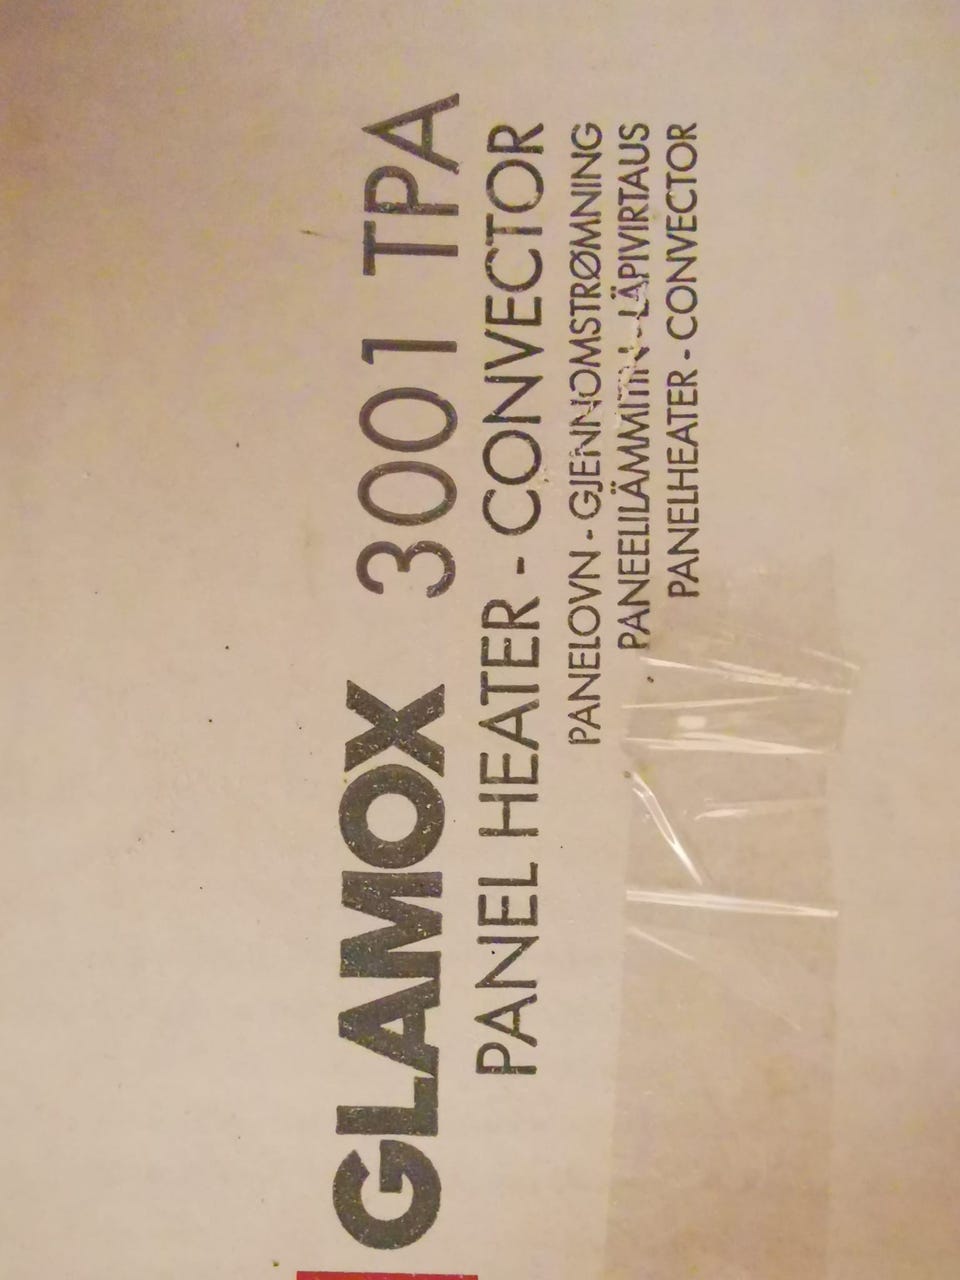 GLAMOX 3001 TPA
PANEL HEATER - CONVECTOR
PANELOVN - GJENNOMSTRØMNING
PANEELILÄMMITIN - LÄPIVIRTAUS
PANELHEATER - CONVECTOR